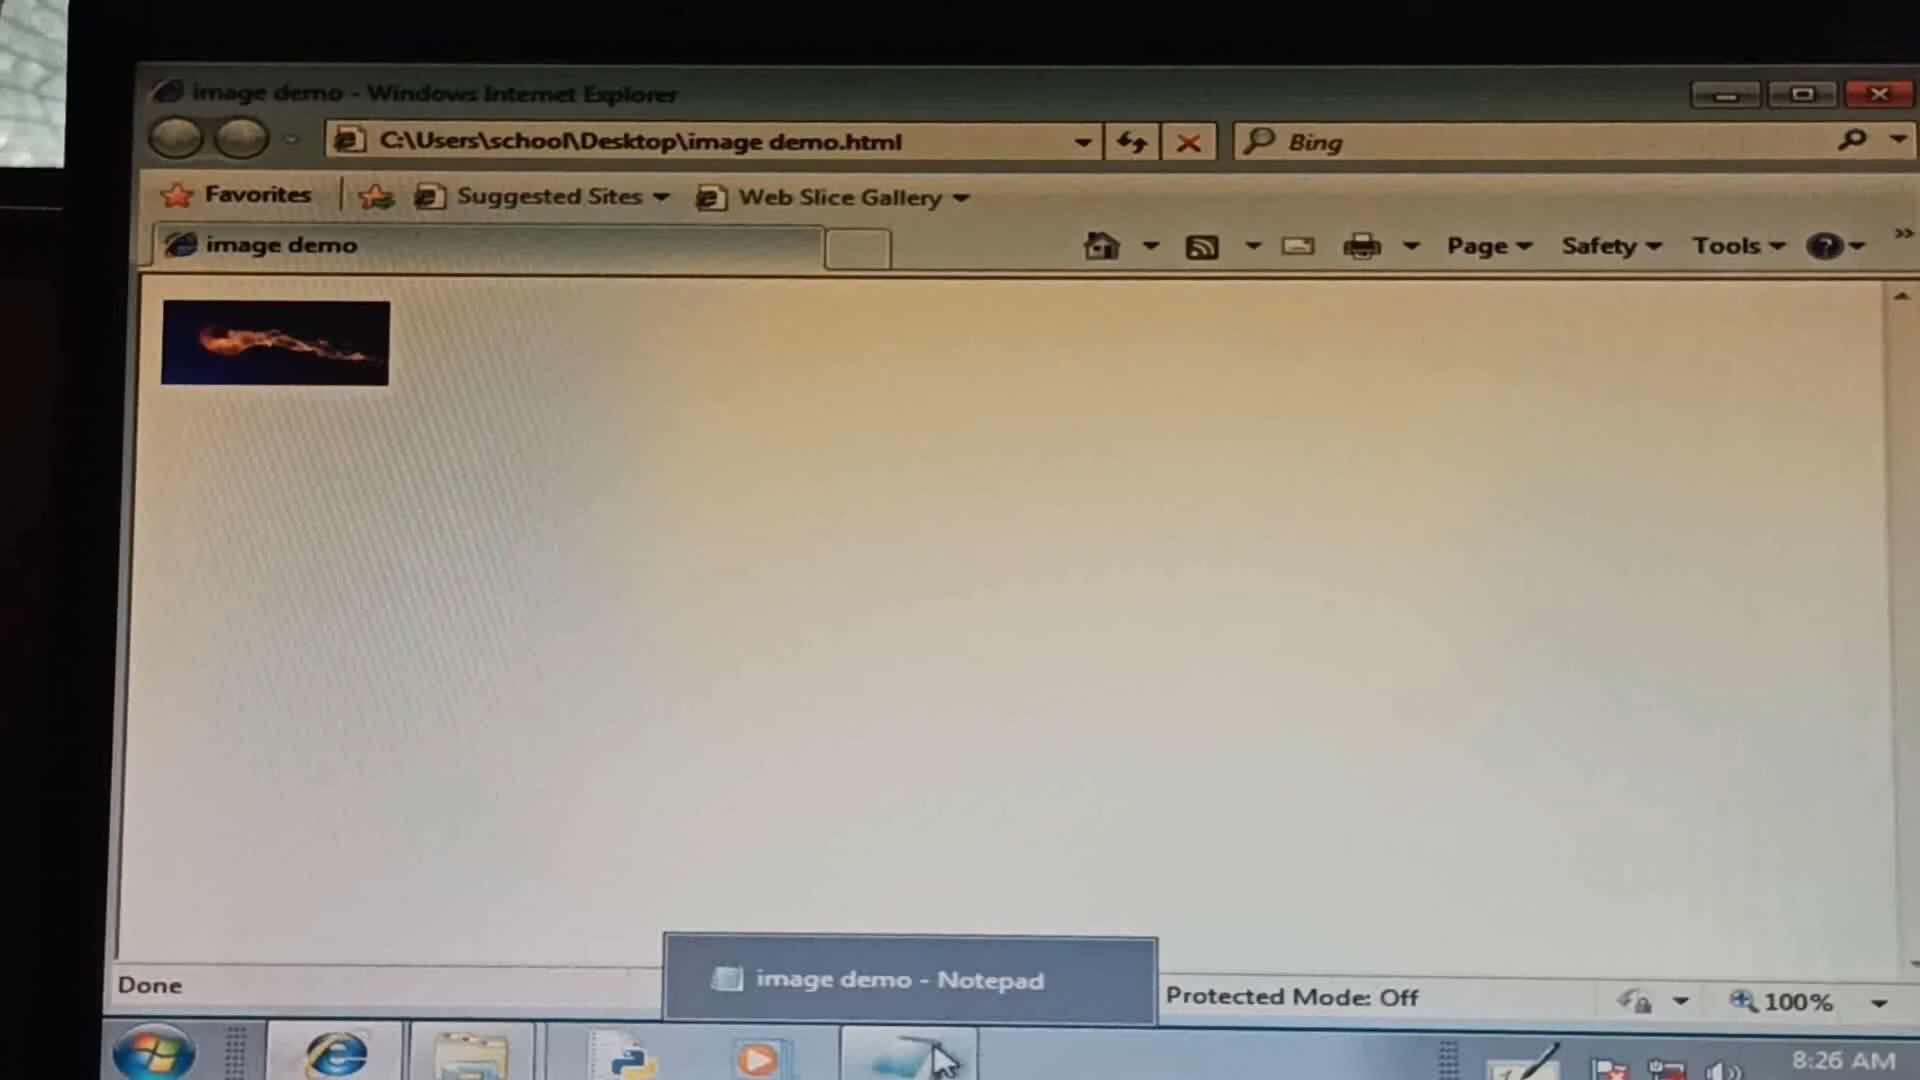 image demo - Windows Internet Explorer
C:\Users\school\Desktop\image demo.html
Bing
Favorites
Suggested Sites
Web Slice Gallery
image demo
Page
Safety
Tools
image demo - Notepad
Done
Protected Mode: Off
100%
8:26 AM